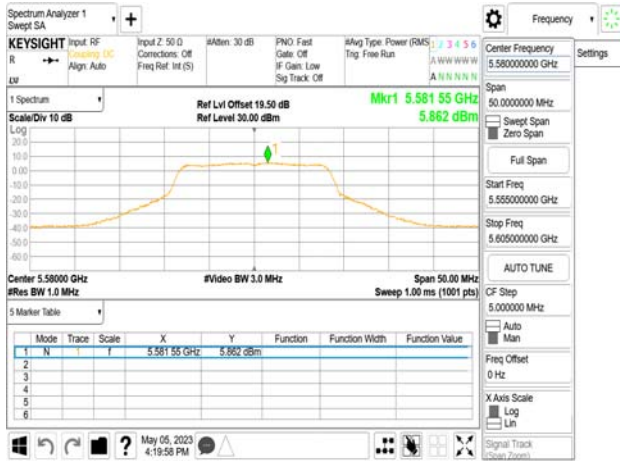 Spectrum Analyzer 1
Swept SA
+
Frequency
KEYSIGHT
R
Input: RF
Coupling: DC
Align: Auto
Input Z: 50 Ω
Corrections: Off
Freq Ref: Int (S)
#Atten: 30 dB
PNO: Fast
Gate: Off
IF Gain: Low
Sig Track: Off
#Avg Type: Power (RMS
Trig: Free Run
1 2 3 4 5 6
A W W W W W
A N N N N N
Settings
1 Spectrum
Scale/Div 10 dB
Ref Lvl Offset 19.50 dB
Ref Level 30.00 dBm
Mkr1 5.581 55 GHz
5.862 dBm
Log
20.0
10.0
0.00
-10.0
-20.0
-30.0
-40.0
-50.0
-60.0
1
Center 5.58000 GHz
#Res BW 1.0 MHz
#Video BW 3.0 MHz
Span 50.00 MHz
Sweep 1.00 ms (1001 pts)
5 Marker Table
Mode Trace Scale X Y Function Function Width Function Value
1 N 1 f 5.581 55 GHz 5.862 dBm
2
3
4
5
6
May 05, 2023
4:19:58 PM
Center Frequency
5.580000000 GHz
Span
50.0000000 MHz
Swept Span
Zero Span
Full Span
Start Freq
5.555000000 GHz
Stop Freq
5.605000000 GHz
AUTO TUNE
CF Step
5.000000 MHz
Auto
Man
Freq Offset
0 Hz
X Axis Scale
Log
Lin
Signal Track
(Span Zoom)